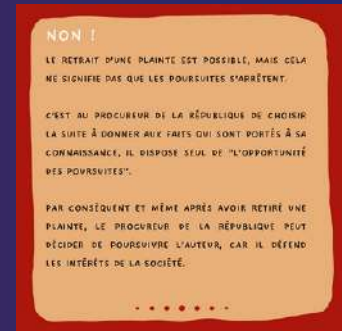 NON !
LE RETRAIT D'UNE PLAINTE EST POSSIBLE, MAIS CELA
NE SIGNIFIE PAS QUE LES POURSUITES S'ARRÊTENT.
C'EST AU PROCUREUR DE LA RÉPUBLIQUE DE CHOISIR
LA SUITE À DONNER AUX FAITS QUI SONT PORTÉS À SA
CONNAISSANCE, IL DISPOSE SEUL DE "L'OPPORTUNITÉ
DES POURSUITES".
PAR CONSÉQUENT ET MÊME APRÈS AVOIR RETIRÉ UNE
PLAINTE, LE PROCUREUR DE LA RÉPUBLIQUE PEUT
DÉCIDER DE POURSUIVRE L'AUTEUR, CAR IL DÉFEND
LES INTÉRÊTS DE LA SOCIÉTÉ.